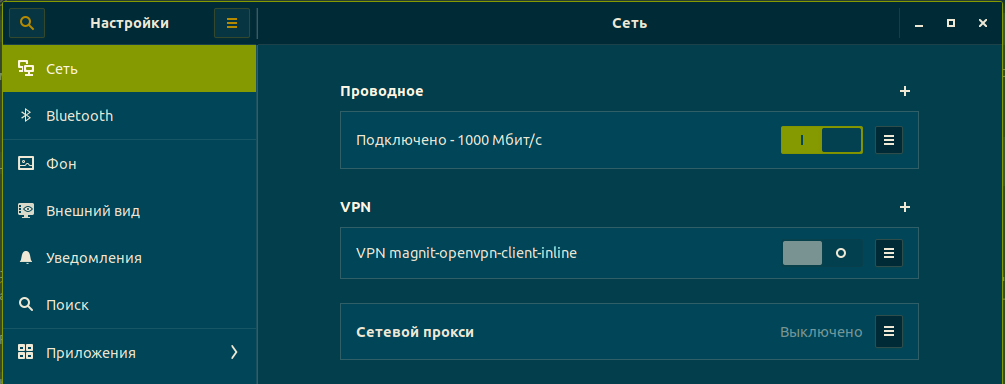 Настройки
Сеть
Сеть
Bluetooth
Фон
Внешний вид
Уведомления
Поиск
Приложения
Проводное
Подключено - 1000 Мбит/с
VPN
VPN magnit-openvpn-client-inline
Сетевой прокси
Выключено